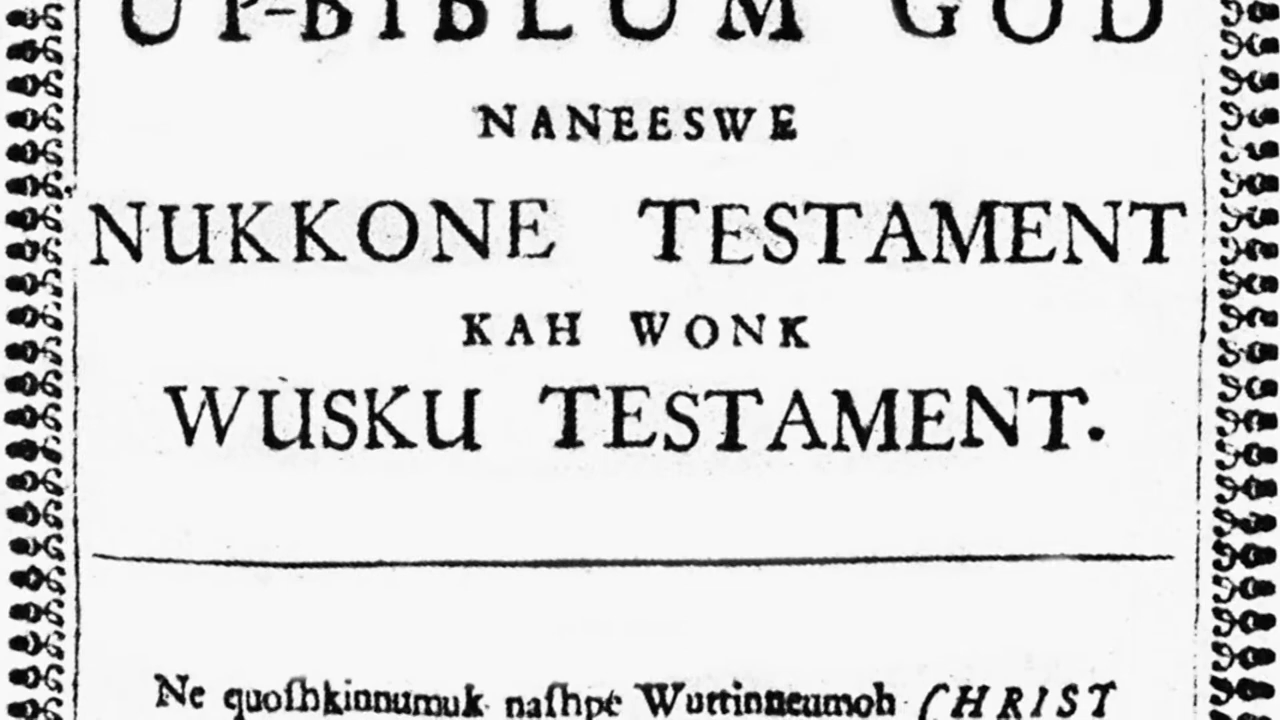 UP-BIBLUM GOD
NANEESWE
NUKKONE TESTAMENT
KAH WONK
WUSKU TESTAMENT.
Ne quoſhkinnumuk naſhpe Wuttinneumoh CHRIST